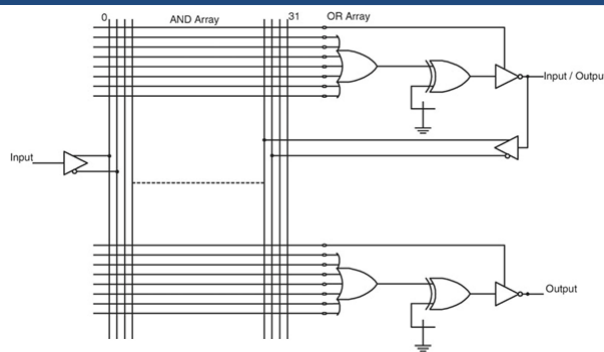 0
AND Array
31
OR Array
Input / Outpu
Input
Output